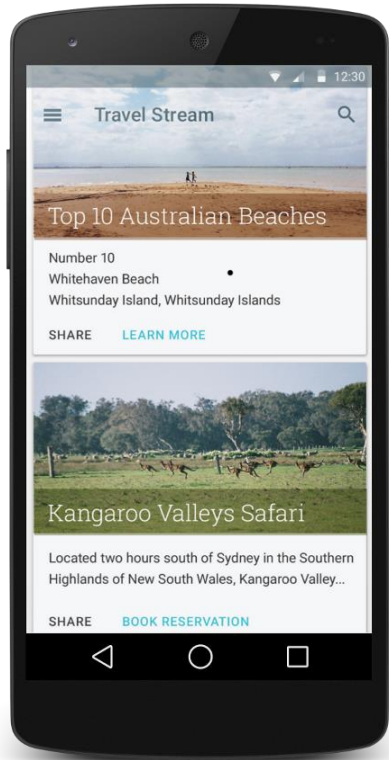 12:30
Travel Stream
Top 10 Australian Beaches
Number 10
Whitehaven Beach
Whitsunday Island, Whitsunday Islands
SHARE LEARN MORE
Kangaroo Valleys Safari
Located two hours south of Sydney in the Southern
Highlands of New South Wales, Kangaroo Valley...
SHARE BOOK RESERVATION